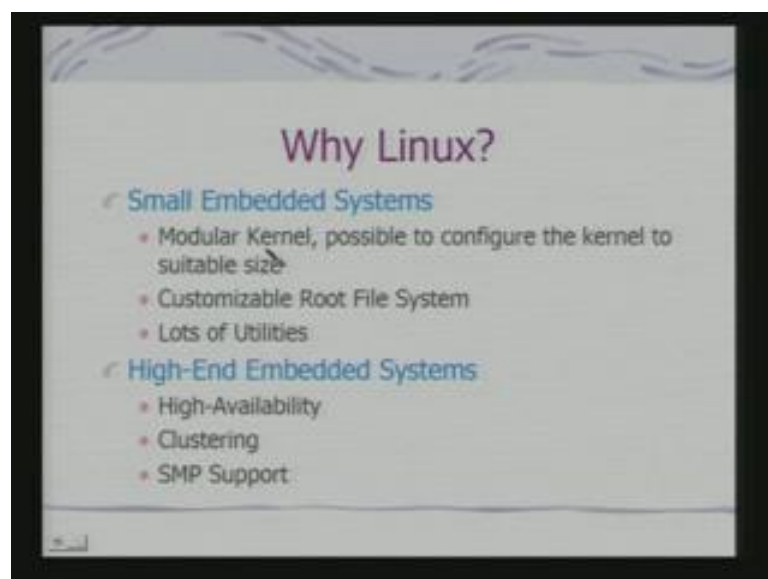 Why Linux?
Small Embedded Systems
Modular Kernel, possible to configure the kernel to
suitable size
Customizable Root File System
Lots of Utilities
High-End Embedded Systems
High-Availability
Clustering
SMP Support